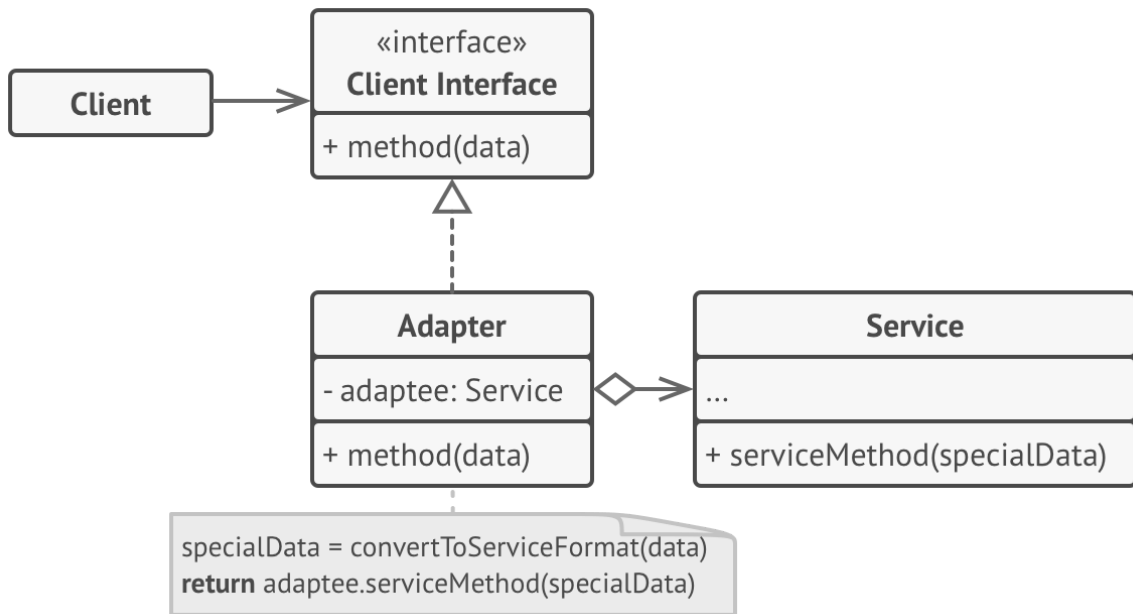 Client
«interface»
Client Interface
+ method(data)
Adapter
- adaptee: Service
+ method(data)
Service
...
+ serviceMethod(specialData)
specialData = convertToServiceFormat(data)
return adaptee.serviceMethod(specialData)